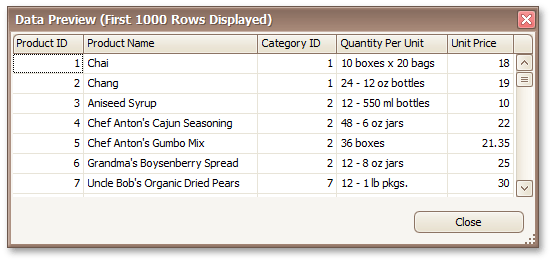 Data Preview (First 1000 Rows Displayed)
Product ID Product Name Category ID Quantity Per Unit Unit Price
1 Chai 1 10 boxes x 20 bags 18
2 Chang 1 24 - 12 oz bottles 19
3 Aniseed Syrup 2 12 - 550 ml bottles 10
4 Chef Anton's Cajun Seasoning 2 48 - 6 oz jars 22
5 Chef Anton's Gumbo Mix 2 36 boxes 21.35
6 Grandma's Boysenberry Spread 2 12 - 8 oz jars 25
7 Uncle Bob's Organic Dried Pears 7 12 - 1 lb pkgs. 30
Close